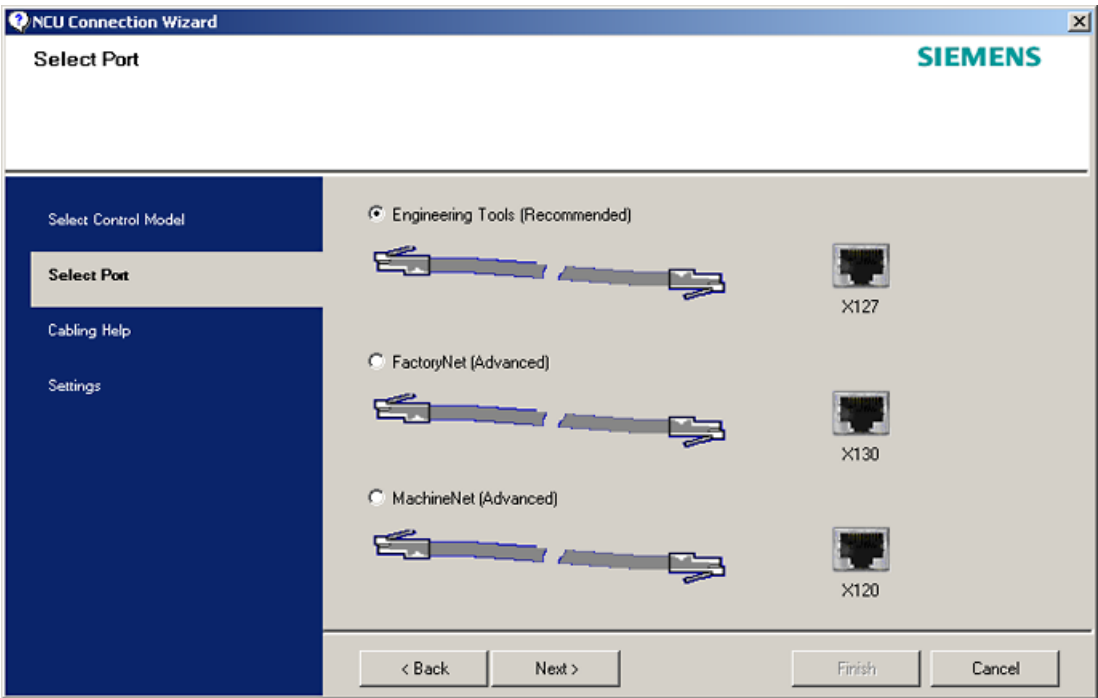 NCU Connection Wizard
Select Port
SIEMENS
Select Control Model
Select Port
Cabling Help
Settings
Engineering Tools (Recommended)
X127
FactoryNet (Advanced)
X130
MachineNet (Advanced)
X120
< Back
Next >
Finish
Cancel